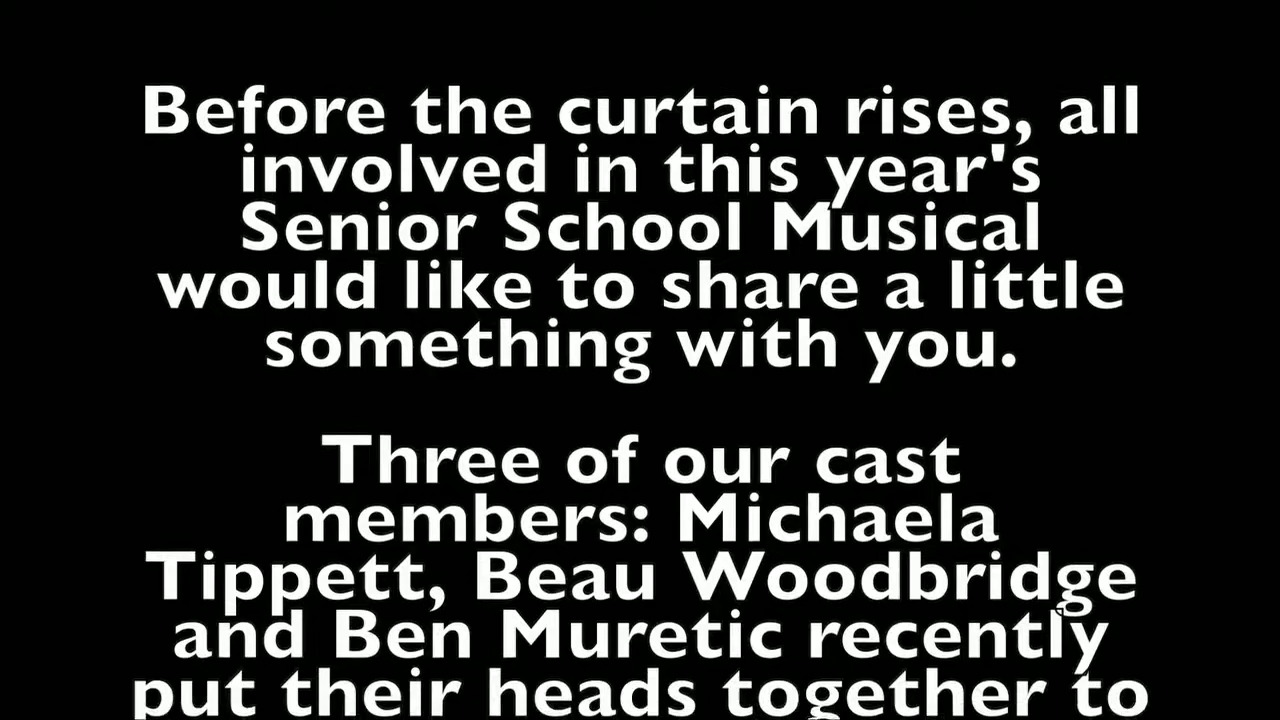 Before the curtain rises, all
involved in this year's
Senior School Musical
would like to share a little
something with you.
Three of our cast
members: Michaela
Tippett, Beau Woodbridge
and Ben Muretic recently
put their heads together to